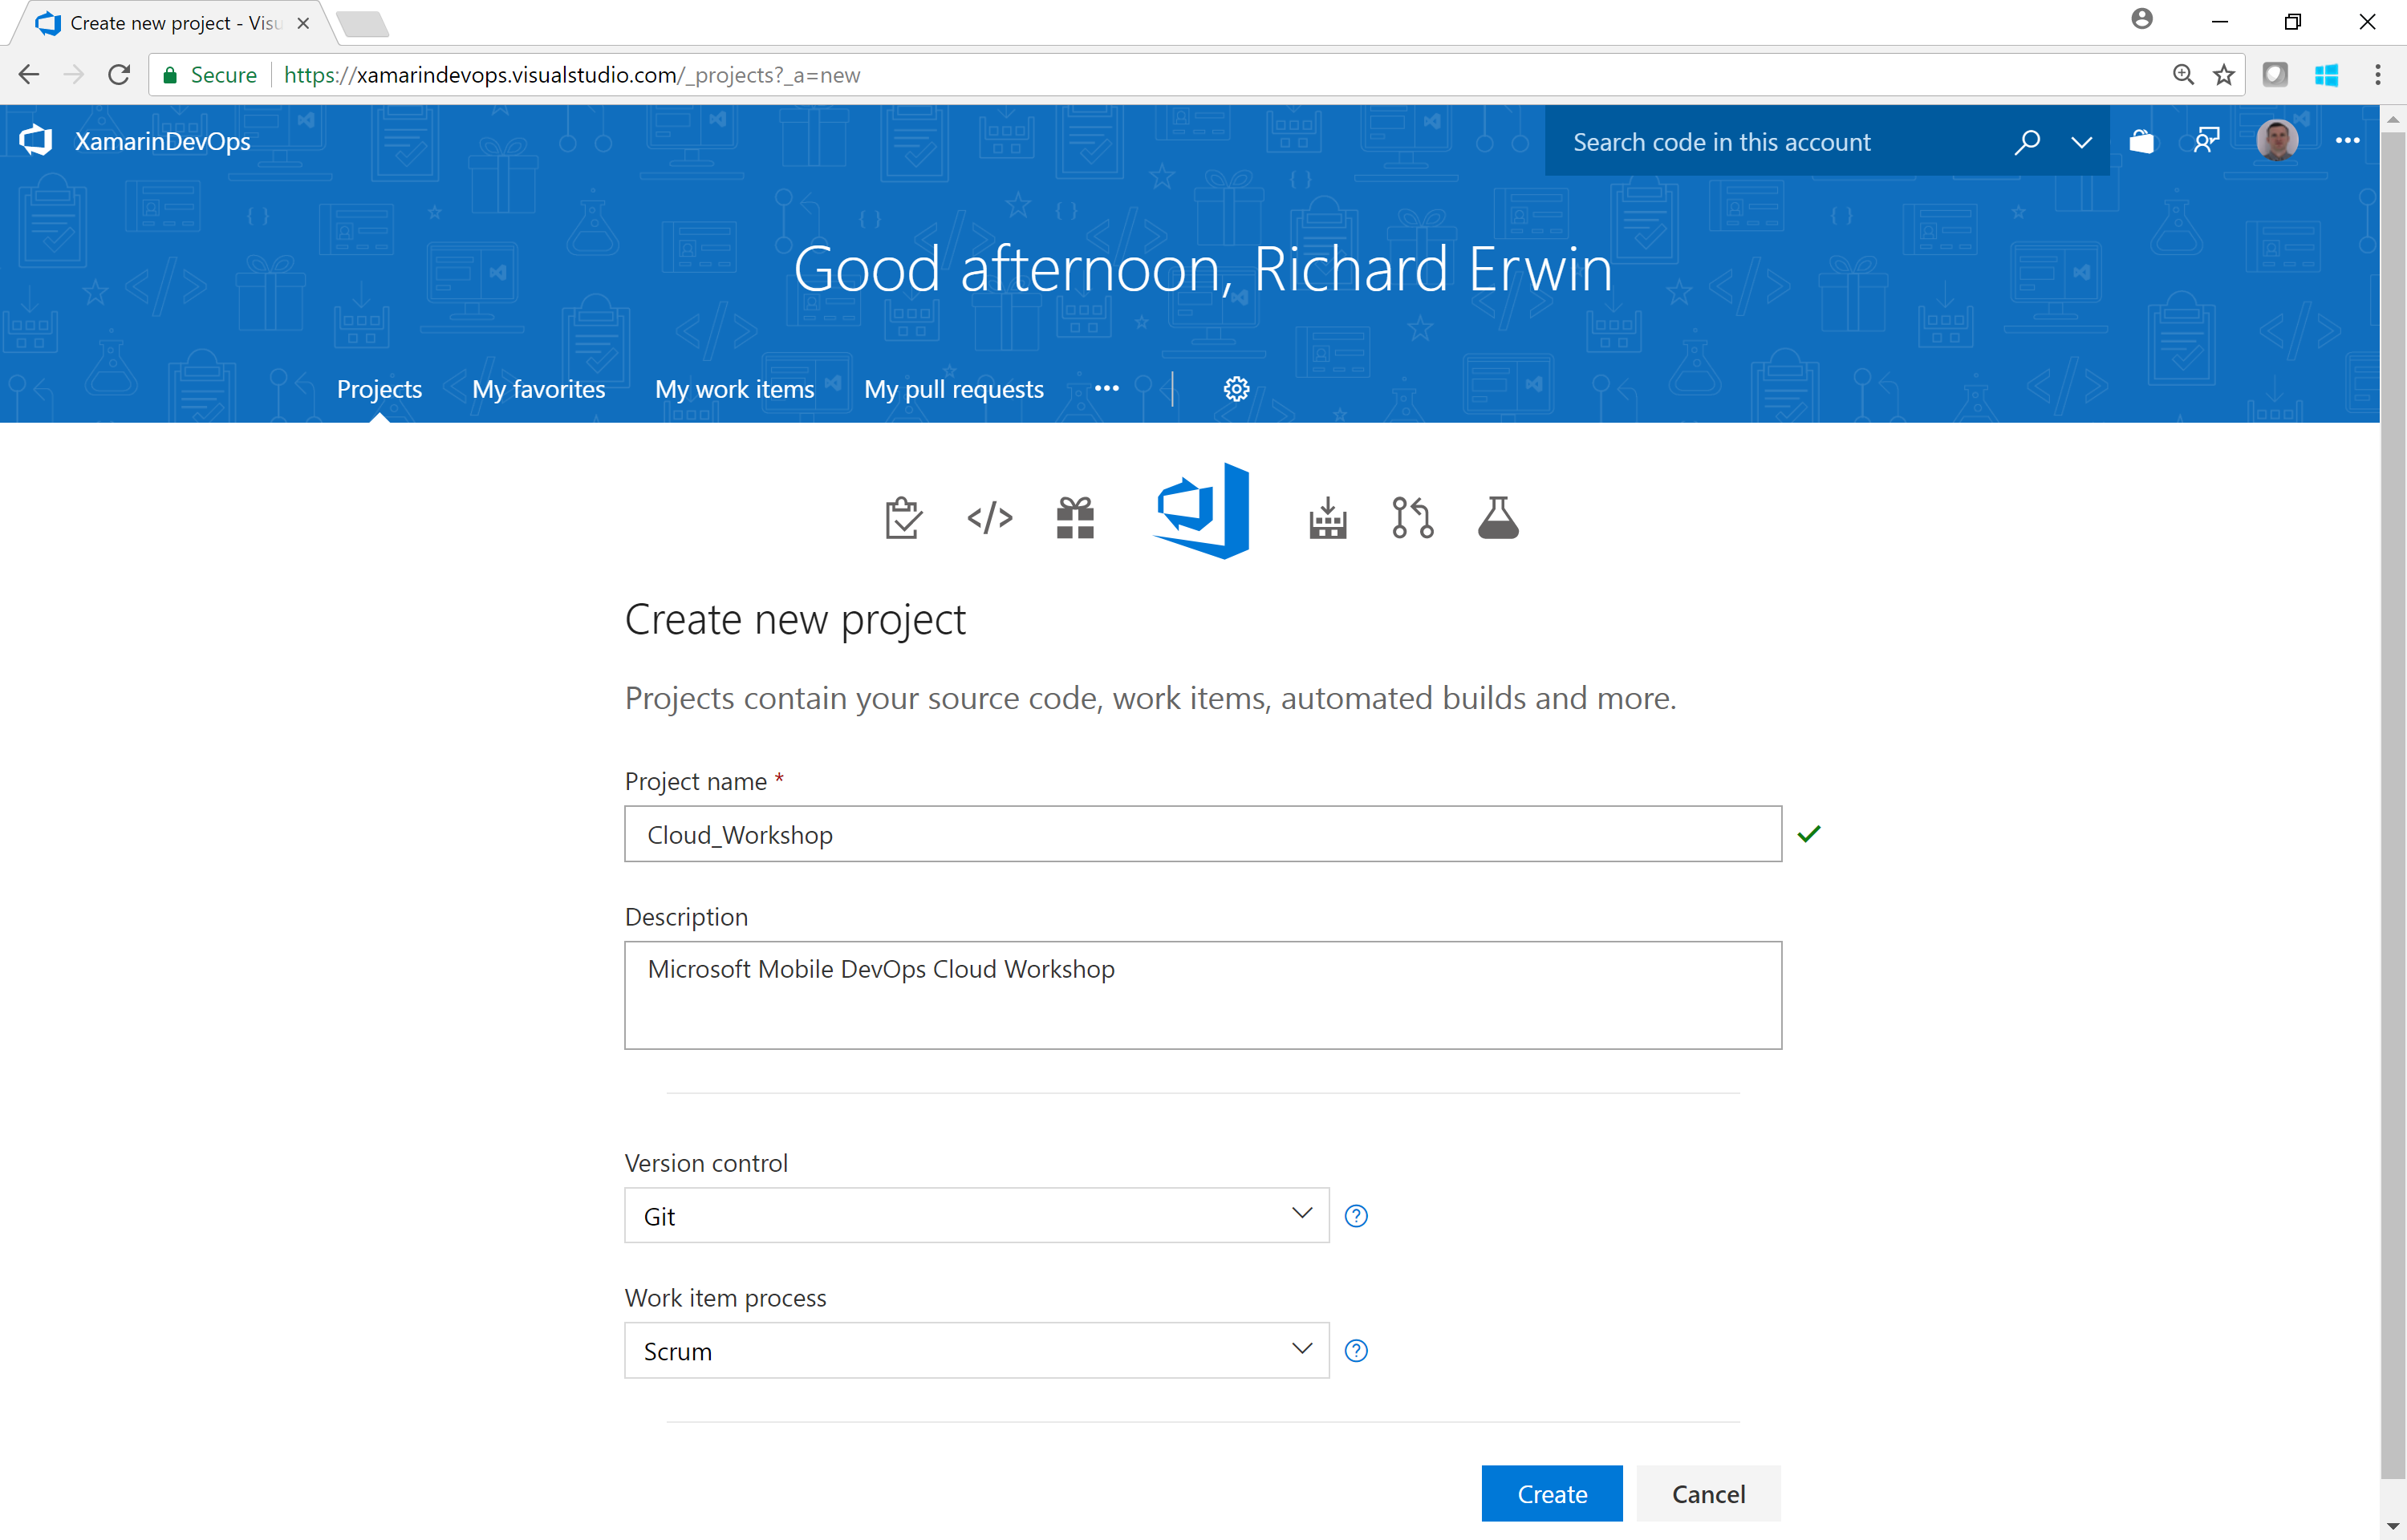 Create new project - Visu
Secure
https://xamarindevops.visualstudio.com/_projects?_a=new
XamarinDevOps
Search code in this account
Good afternoon, Richard Erwin
Projects
My favorites
My work items
My pull requests
Create new project
Projects contain your source code, work items, automated builds and more.
Project name *
Cloud_Workshop
Description
Microsoft Mobile DevOps Cloud Workshop
Version control
Git
Work item process
Scrum
Create
Cancel